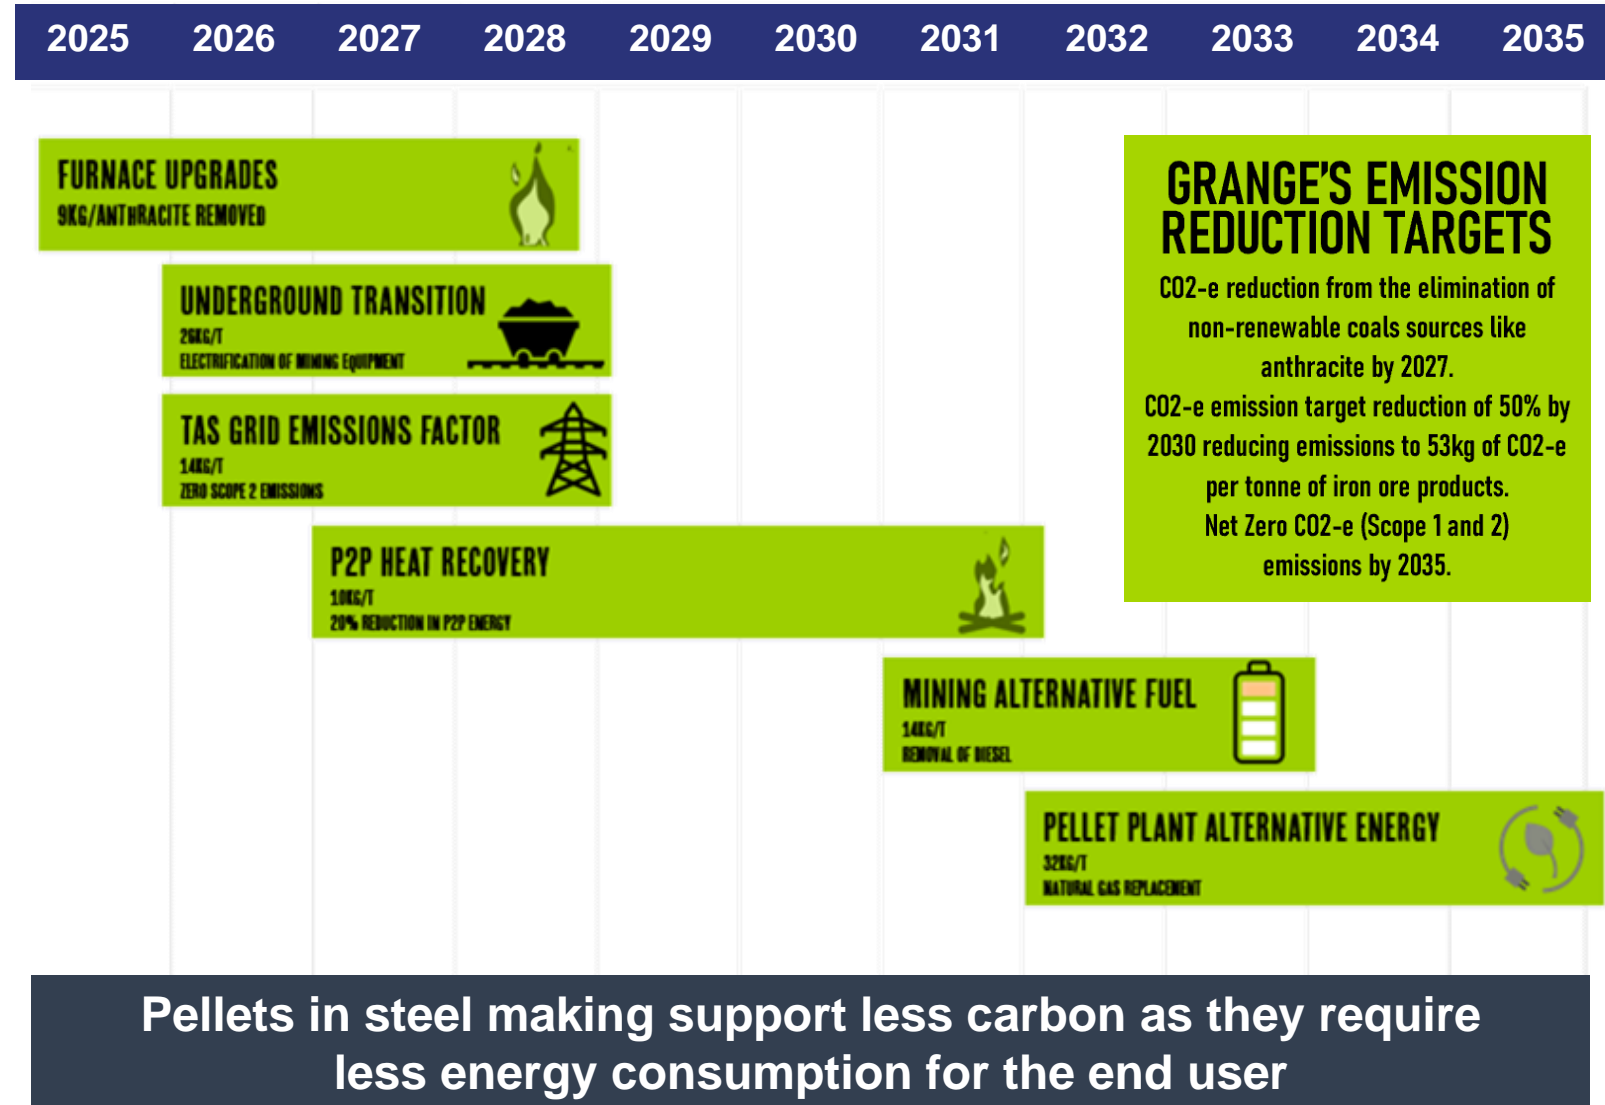 2025 2026 2027 2028 2029 2030 2031 2032 2033 2034 2035
FURNACE UPGRADES
9KG/ANTHRACITE REMOVED
UNDERGROUND TRANSITION
26KG/T
ELECTRIFICATION OF MINING EQUIPMENT
TAS GRID EMISSIONS FACTOR
14KG/T
ZERO SCOPE 2 EMISSIONS
P2P HEAT RECOVERY
10KG/T
20% REDUCTION IN P2P ENERGY
MINING ALTERNATIVE FUEL
14KG/T
REMOVAL OF DIESEL
PELLET PLANT ALTERNATIVE ENERGY
32KG/T
NATURAL GAS REPLACEMENT
GRANGE'S EMISSION
REDUCTION TARGETS
CO2-e reduction from the elimination of
non-renewable coals sources like
anthracite by 2027.
CO2-e emission target reduction of 50% by
2030 reducing emissions to 53kg of CO2-e
per tonne of iron ore products.
Net Zero CO2-e (Scope 1 and 2)
emissions by 2035.
Pellets in steel making support less carbon as they require
less energy consumption for the end user